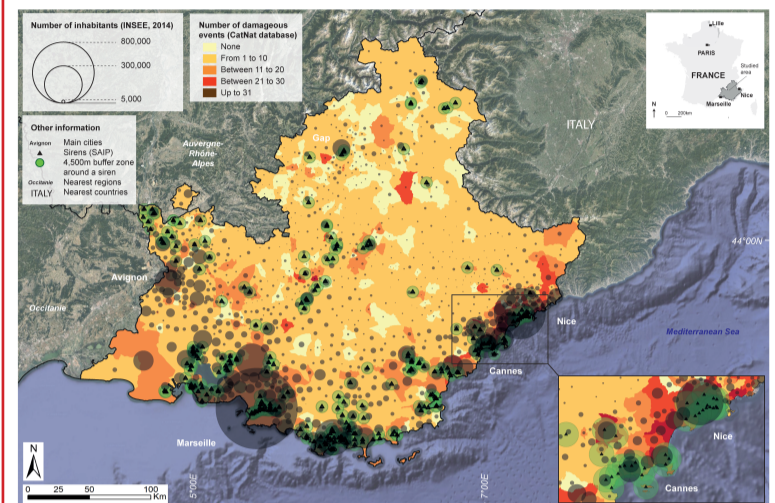 Number of inhabitants (INSEE, 2014)
800,000
300,000
5,000
Number of damageous
events (CatNat database)
None
From 1 to 10
Between 11 to 20
Between 21 to 30
Up to 31
Other information
Avignon Main cities
Sirens (SAIP)
4,500m buffer zone
around a siren
Occitanie Nearest regions
ITALY Nearest countries
Lille
PARIS
FRANCE
Studied
area
Nice
Marseille
N
0 200km
Gap
Auvergne-
Rhône-
Alpes
ITALY
44°00N
Avignon
Occitanie
Nice
Mediterranean Sea
Cannes
Marseille
Nice
Cannes
N
0 25 50 100
Km
5°00E
7°00E